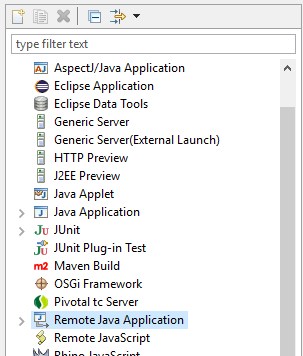 type filter text
AspectJ/Java Application
Eclipse Application
Eclipse Data Tools
Generic Server
Generic Server(External Launch)
HTTP Preview
J2EE Preview
Java Applet
Java Application
JUnit
JUnit Plug-in Test
Maven Build
OSGi Framework
Pivotal tc Server
Remote Java Application
Remote JavaScript
Rhino JavaScript